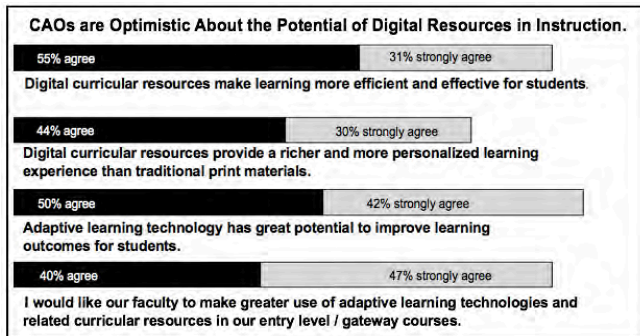 CAOs are Optimistic About the Potential of Digital Resources in Instruction.
55% agree 31% strongly agree
Digital curricular resources make learning more efficient and effective for students.
44% agree 30% strongly agree
Digital curricular resources provide a richer and more personalized learning
experience than traditional print materials.
50% agree 42% strongly agree
Adaptive learning technology has great potential to improve learning
outcomes for students.
40% agree 47% strongly agree
I would like our faculty to make greater use of adaptive learning technologies and
related curricular resources in our entry level / gateway courses.